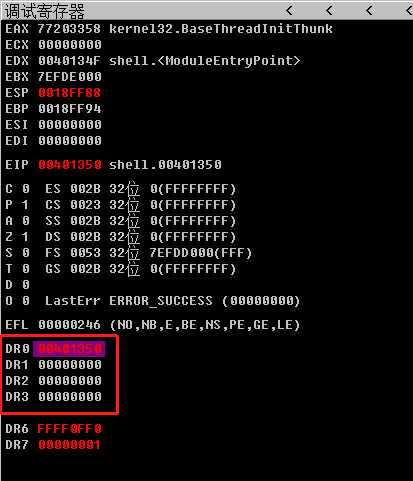 调试寄存器 < < < <
EAX 77203358 kernel32.BaseThreadInitThunk
ECX 00000000
EDX 0040134F shell.<ModuleEntryPoint>
EBX 7EFDE000
ESP 0018FF88
EBP 0018FF94
ESI 00000000
EDI 00000000
EIP 00401350 shell.00401350
C 0 ES 002B 32位 0(FFFFFFFF)
P 1 CS 0023 32位 0(FFFFFFFF)
A 0 SS 002B 32位 0(FFFFFFFF)
Z 1 DS 002B 32位 0(FFFFFFFF)
S 0 FS 0053 32位 7EFDD000(FFF)
T 0 GS 002B 32位 0(FFFFFFFF)
D 0
O 0 LastErr ERROR_SUCCESS (00000000)
EFL 00000246 (NO,NB,E,BE,NS,PE,GE,LE)
DR0 00401350
DR1 00000000
DR2 00000000
DR3 00000000
DR6 FFFF0FF0
DR7 00000001